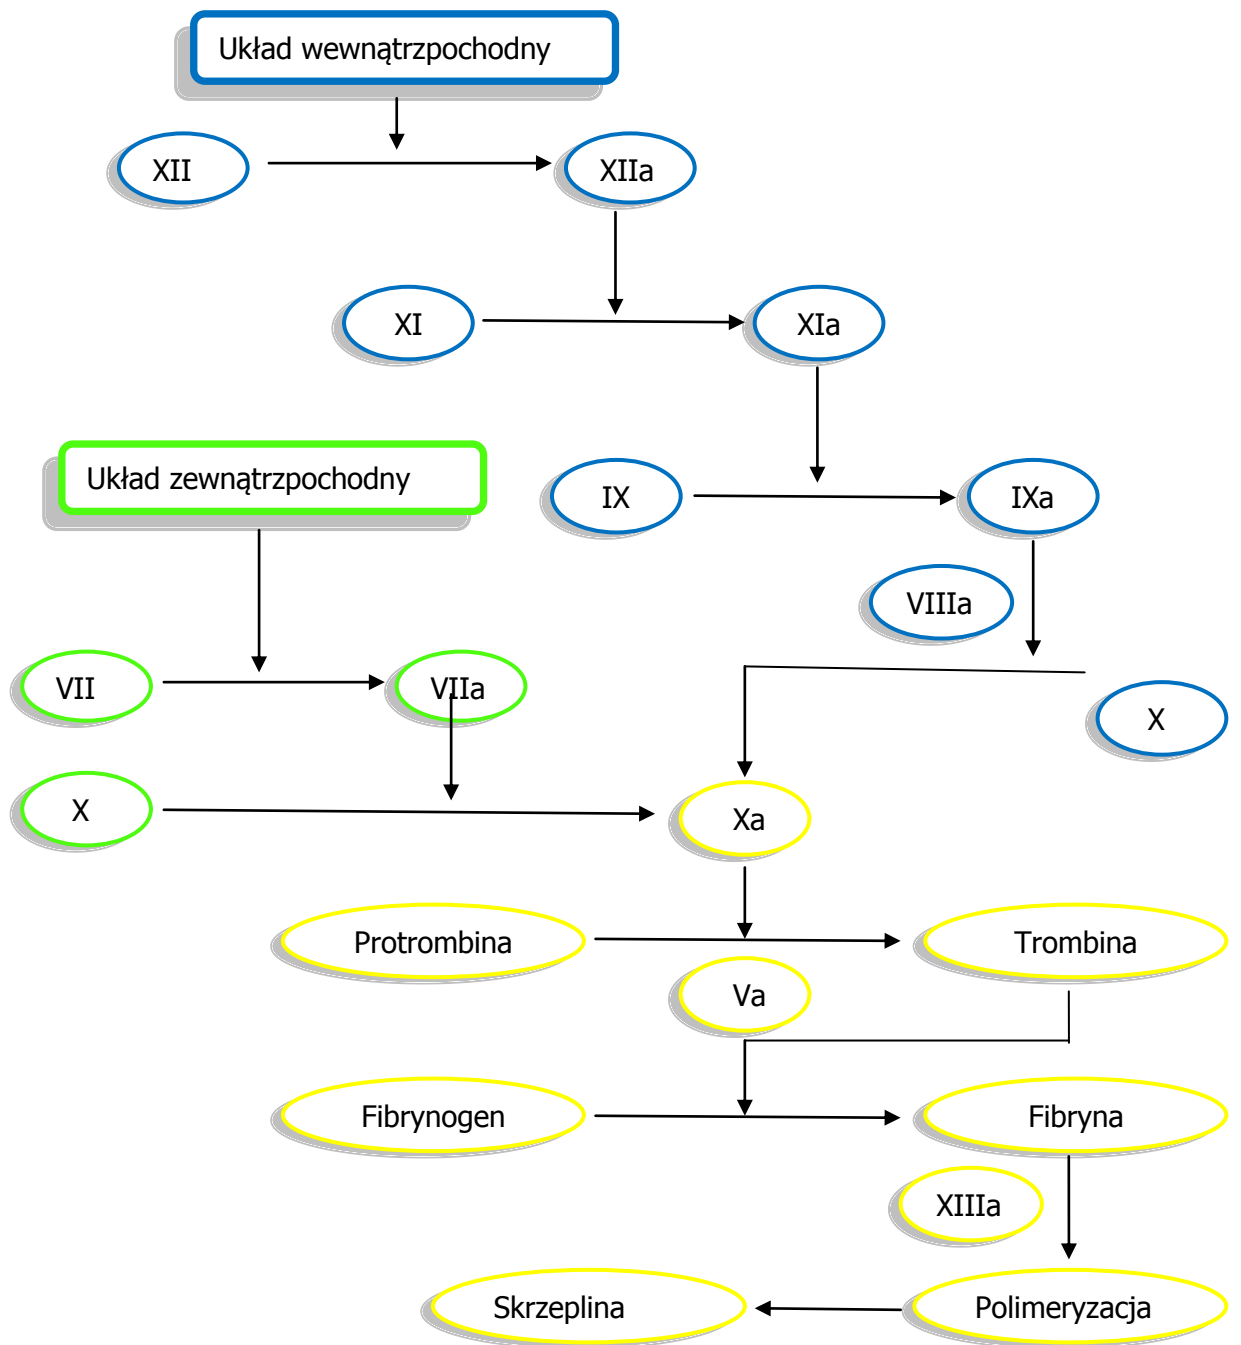 Układ wewnątrzpochodny
XII
XIIa
XI
XIa
Układ zewnątrzpochodny
IX
IXa
VIIIa
VII
VIIa
X
X
Xa
Protrombina
Trombina
Va
Fibrynogen
Fibryna
XIIIa
Skrzeplina
Polimeryzacja